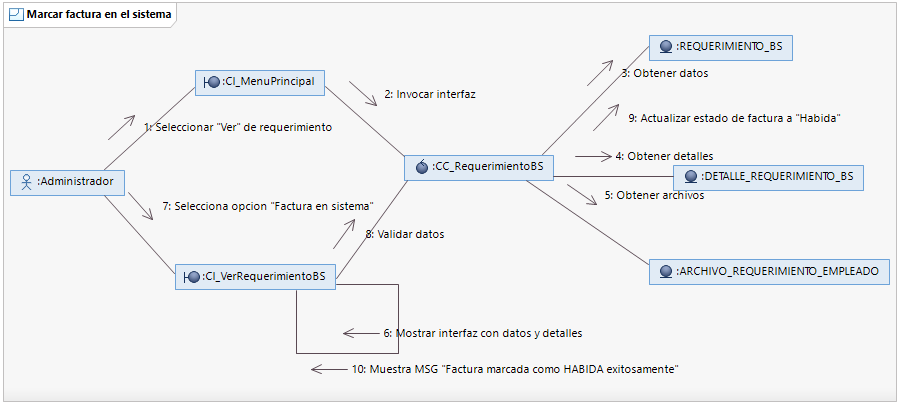 Marcar factura en el sistema
:REQUERIMIENTO_BS
3: Obtener datos
:CI_MenuPrincipal
2: Invocar interfaz
9: Actualizar estado de factura a "Habida"
1: Seleccionar "Ver" de requerimiento
4: Obtener detalles
:CC_RequerimientoBS
:DETALLE_REQUERIMIENTO_BS
:Administrador
5: Obtener archivos
7: Selecciona opcion "Factura en sistema"
8: Validar datos
:CI_VerRequerimientoBS
:ARCHIVO_REQUERIMIENTO_EMPLEADO
6: Mostrar interfaz con datos y detalles
10: Muestra MSG "Factura marcada como HABIDA exitosamente"